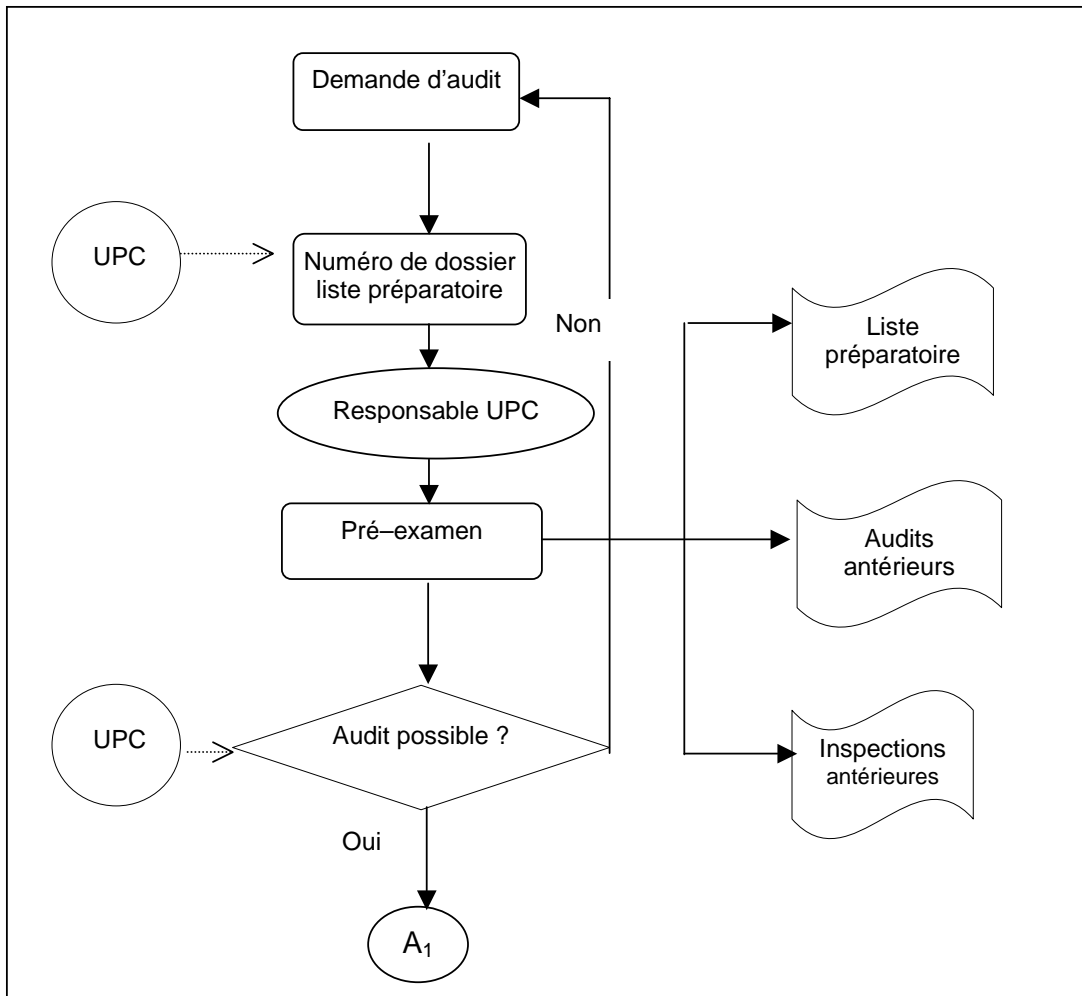 Demande d’audit
UPC
Numéro de dossier
liste préparatoire
Non
Liste
préparatoire
Responsable UPC
Pré–examen
Audits
antérieurs
UPC
Audit possible ?
Inspections
antérieures
Oui
A₁